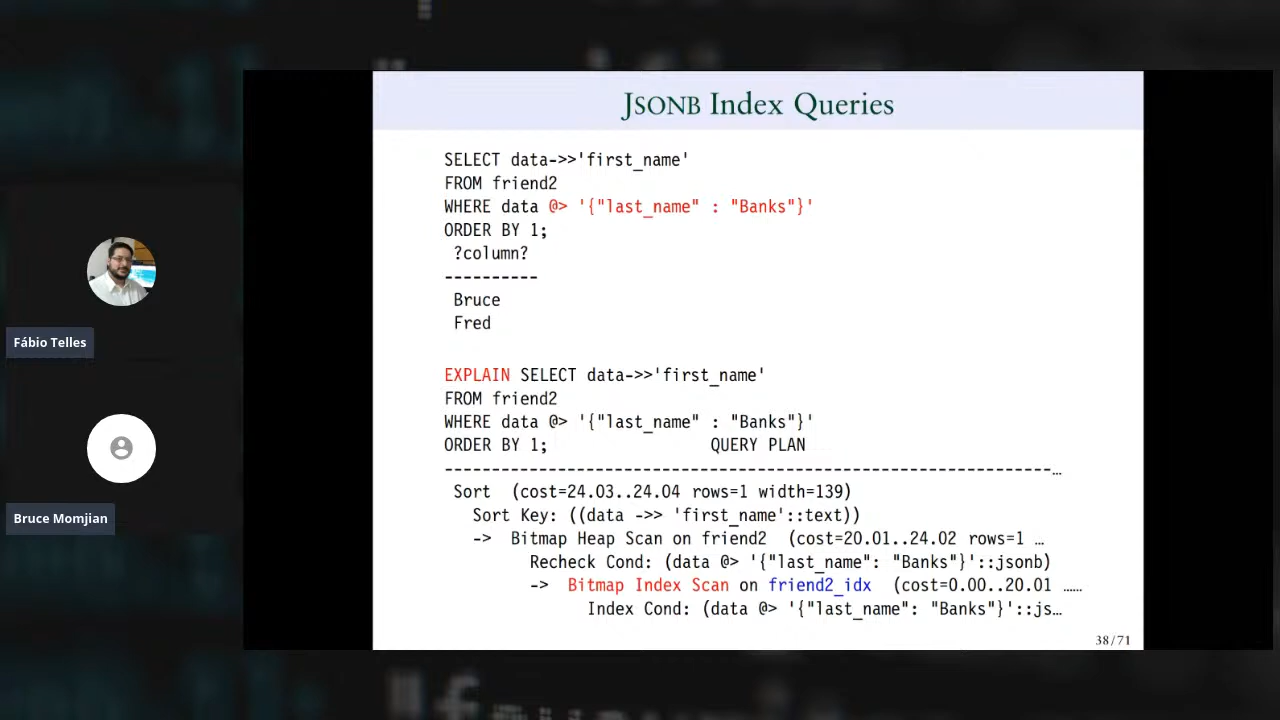 JSONB Index Queries
SELECT data->>'first_name'
FROM friend2
WHERE data @> '{"last_name" : "Banks"}'
ORDER BY 1;
?column?
----------
Bruce
Fred
EXPLAIN SELECT data->>'first_name'
FROM friend2
WHERE data @> '{"last_name" : "Banks"}'
ORDER BY 1; QUERY PLAN
----------------------------------------------------------------…
Sort (cost=24.03..24.04 rows=1 width=139)
Sort Key: ((data ->> 'first_name'::text))
-> Bitmap Heap Scan on friend2 (cost=20.01..24.02 rows=1 …
Recheck Cond: (data @> '{"last_name": "Banks"}'::jsonb)
-> Bitmap Index Scan on friend2_idx (cost=0.00..20.01 ……
Index Cond: (data @> '{"last_name": "Banks"}'::js…
38/71
Fábio Telles
Bruce Momjian